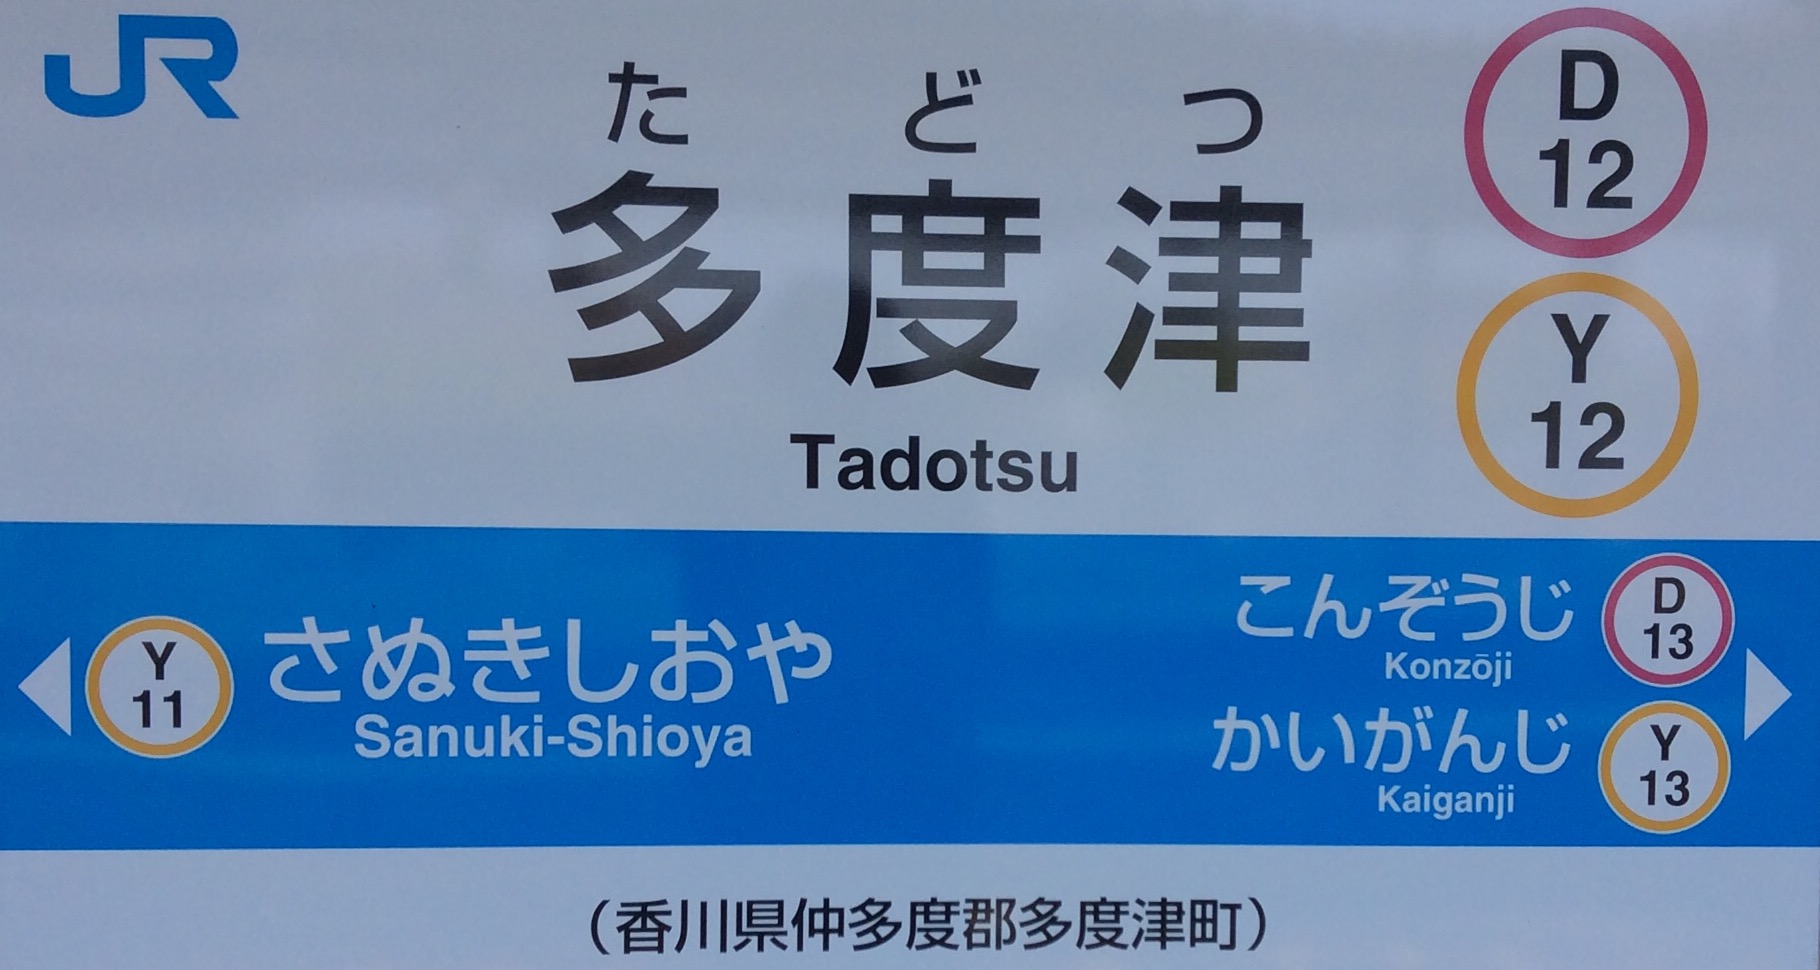 JR
たどつ
多度津
Tadotsu
D
12
Y
12
Y
11
さぬきしおや
Sanuki-Shioya
こんぞうじ
Konzōji
D
13
かいがんじ
Kaiganji
Y
13
（香川県仲多度郡多度津町）